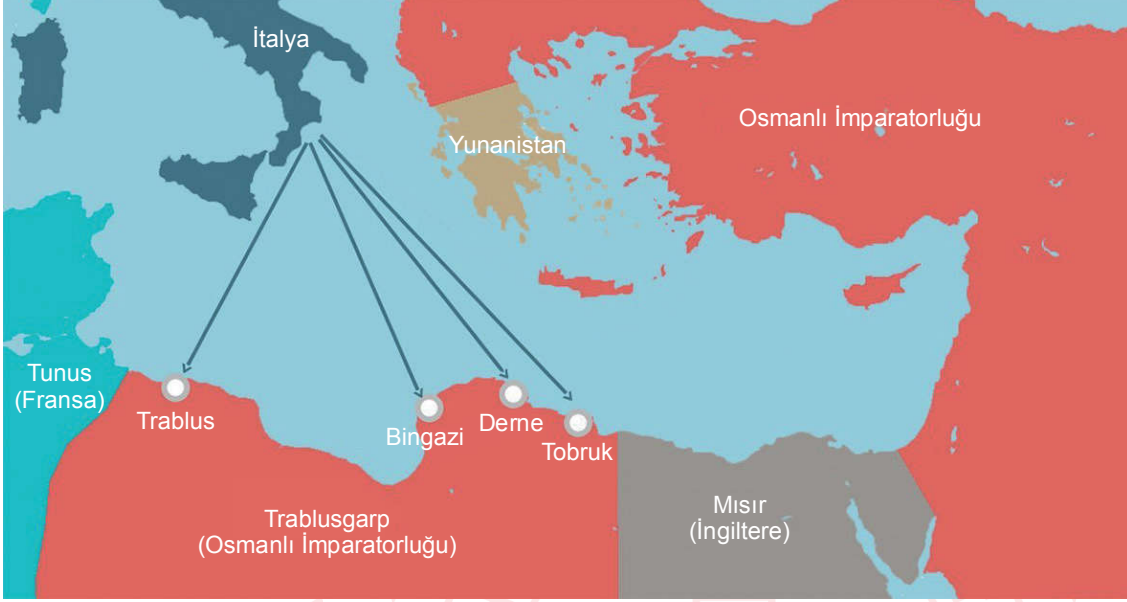 İtalya
Yunanistan
Osmanlı İmparatorluğu
Tunus
(Fransa)
Trablus
Bingazi
Derne
Tobruk
Trablusgarp
(Osmanlı İmparatorluğu)
Mısır
(İngiltere)